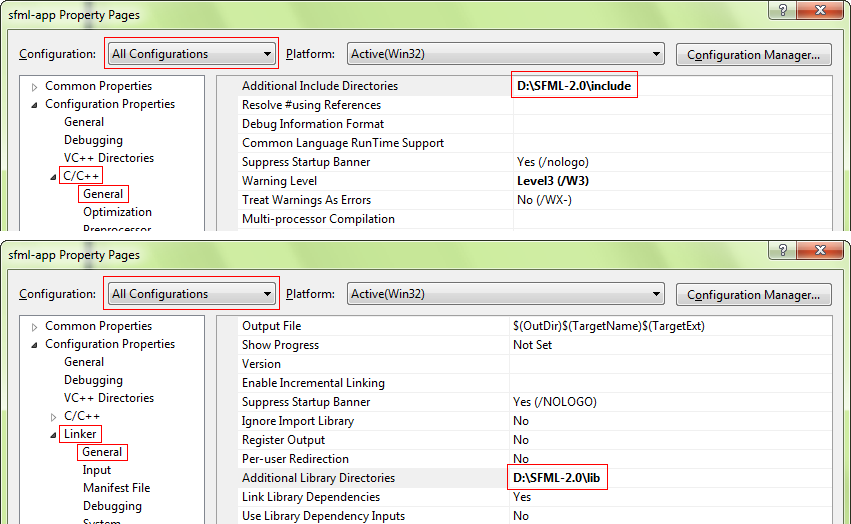 sfml-app Property Pages
?
x
Configuration: All Configurations Platform: Active(Win32) Configuration Manager...
Common Properties
Configuration Properties
General
Debugging
VC++ Directories
C/C++
General
Optimization
Preprocessor
Additional Include Directories D:\SFML-2.0\include
Resolve #using References
Debug Information Format
Common Language RunTime Support
Suppress Startup Banner Yes (/nologo)
Warning Level Level3 (/W3)
Treat Warnings As Errors No (/WX-)
Multi-processor Compilation
sfml-app Property Pages
?
x
Configuration: All Configurations Platform: Active(Win32) Configuration Manager...
Common Properties
Configuration Properties
General
Debugging
VC++ Directories
C/C++
Linker
General
Input
Manifest File
Debugging
System
Output File $(OutDir)$(TargetName)$(TargetExt)
Show Progress Not Set
Version
Enable Incremental Linking
Suppress Startup Banner Yes (/NOLOGO)
Ignore Import Library No
Register Output No
Per-user Redirection No
Additional Library Directories D:\SFML-2.0\lib
Link Library Dependencies Yes
Use Library Dependency Inputs No